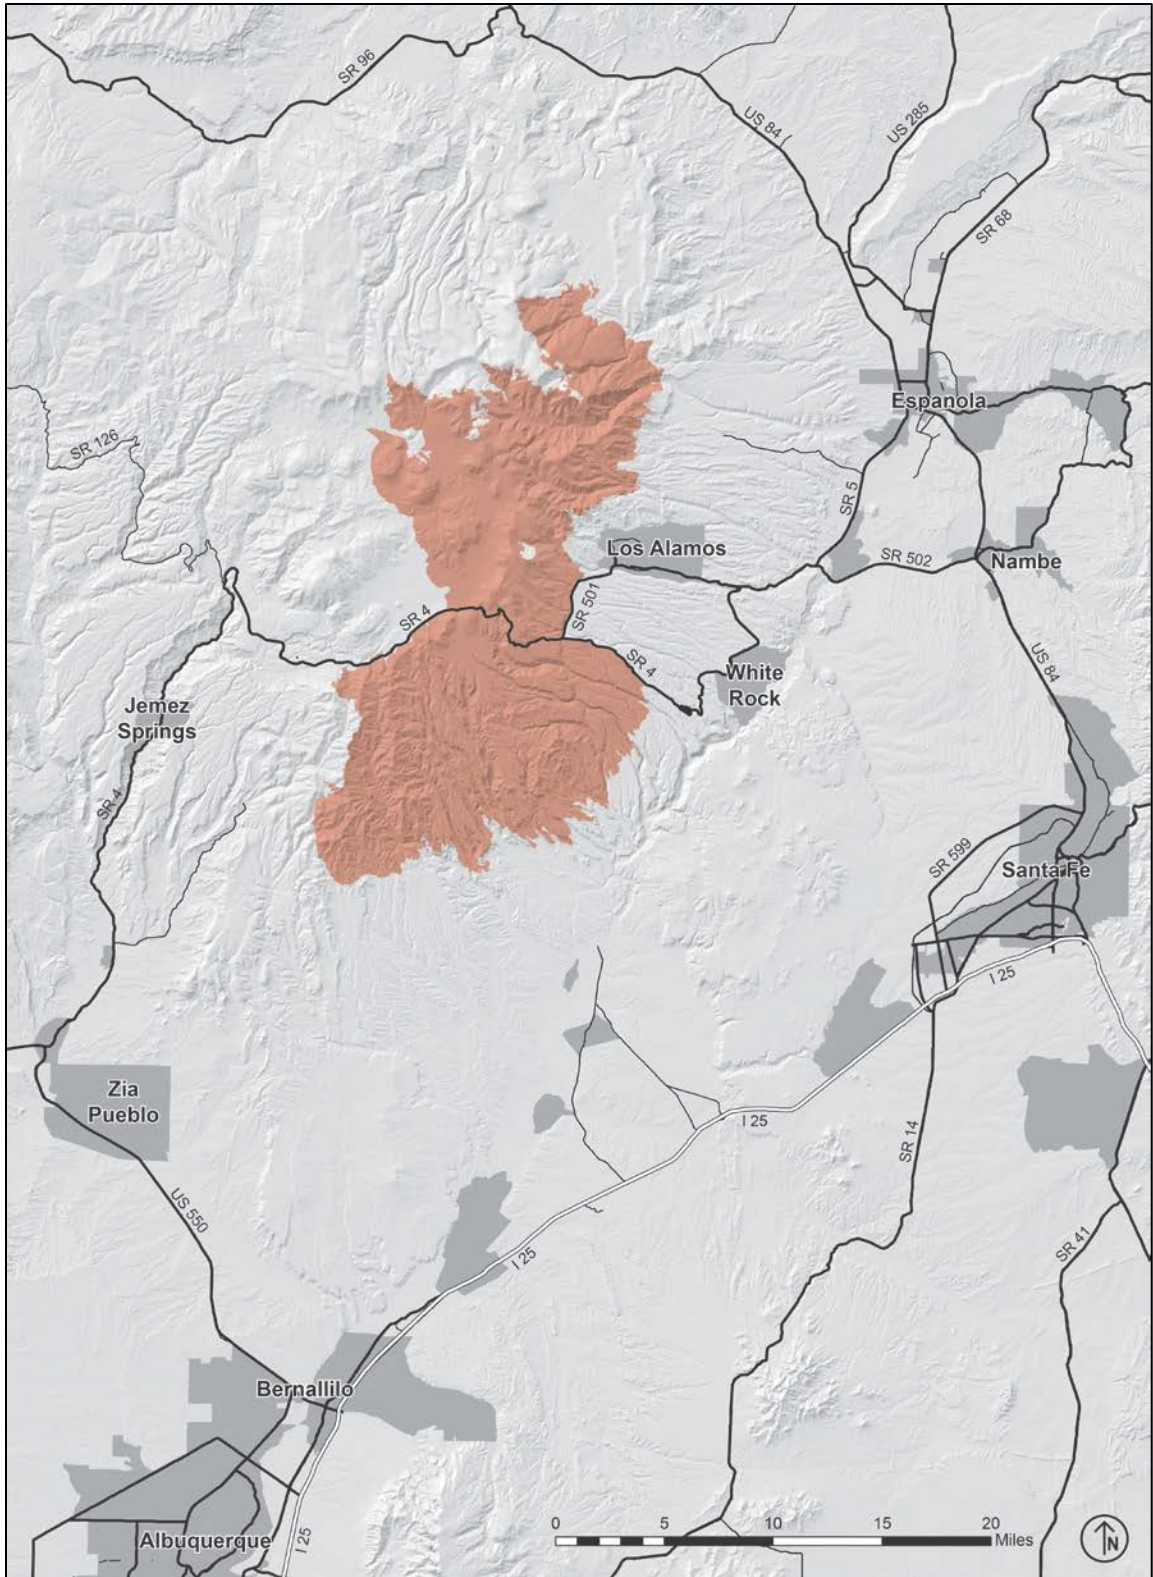 SR 96
US 84
US 285
SR 68
Espanola
SR 126
SR 5
Los Alamos
SR 502
Nambe
SR 501
SR 4
SR 4
US 84
White
Rock
Jemez
Springs
SR 4
SR 599
Santa Fe
I 25
Zia
Pueblo
I 25
SR 14
US 550
I 25
SR 41
Bernallilo
0 5 10 15 20
Miles
N
Albuquerque
I 25